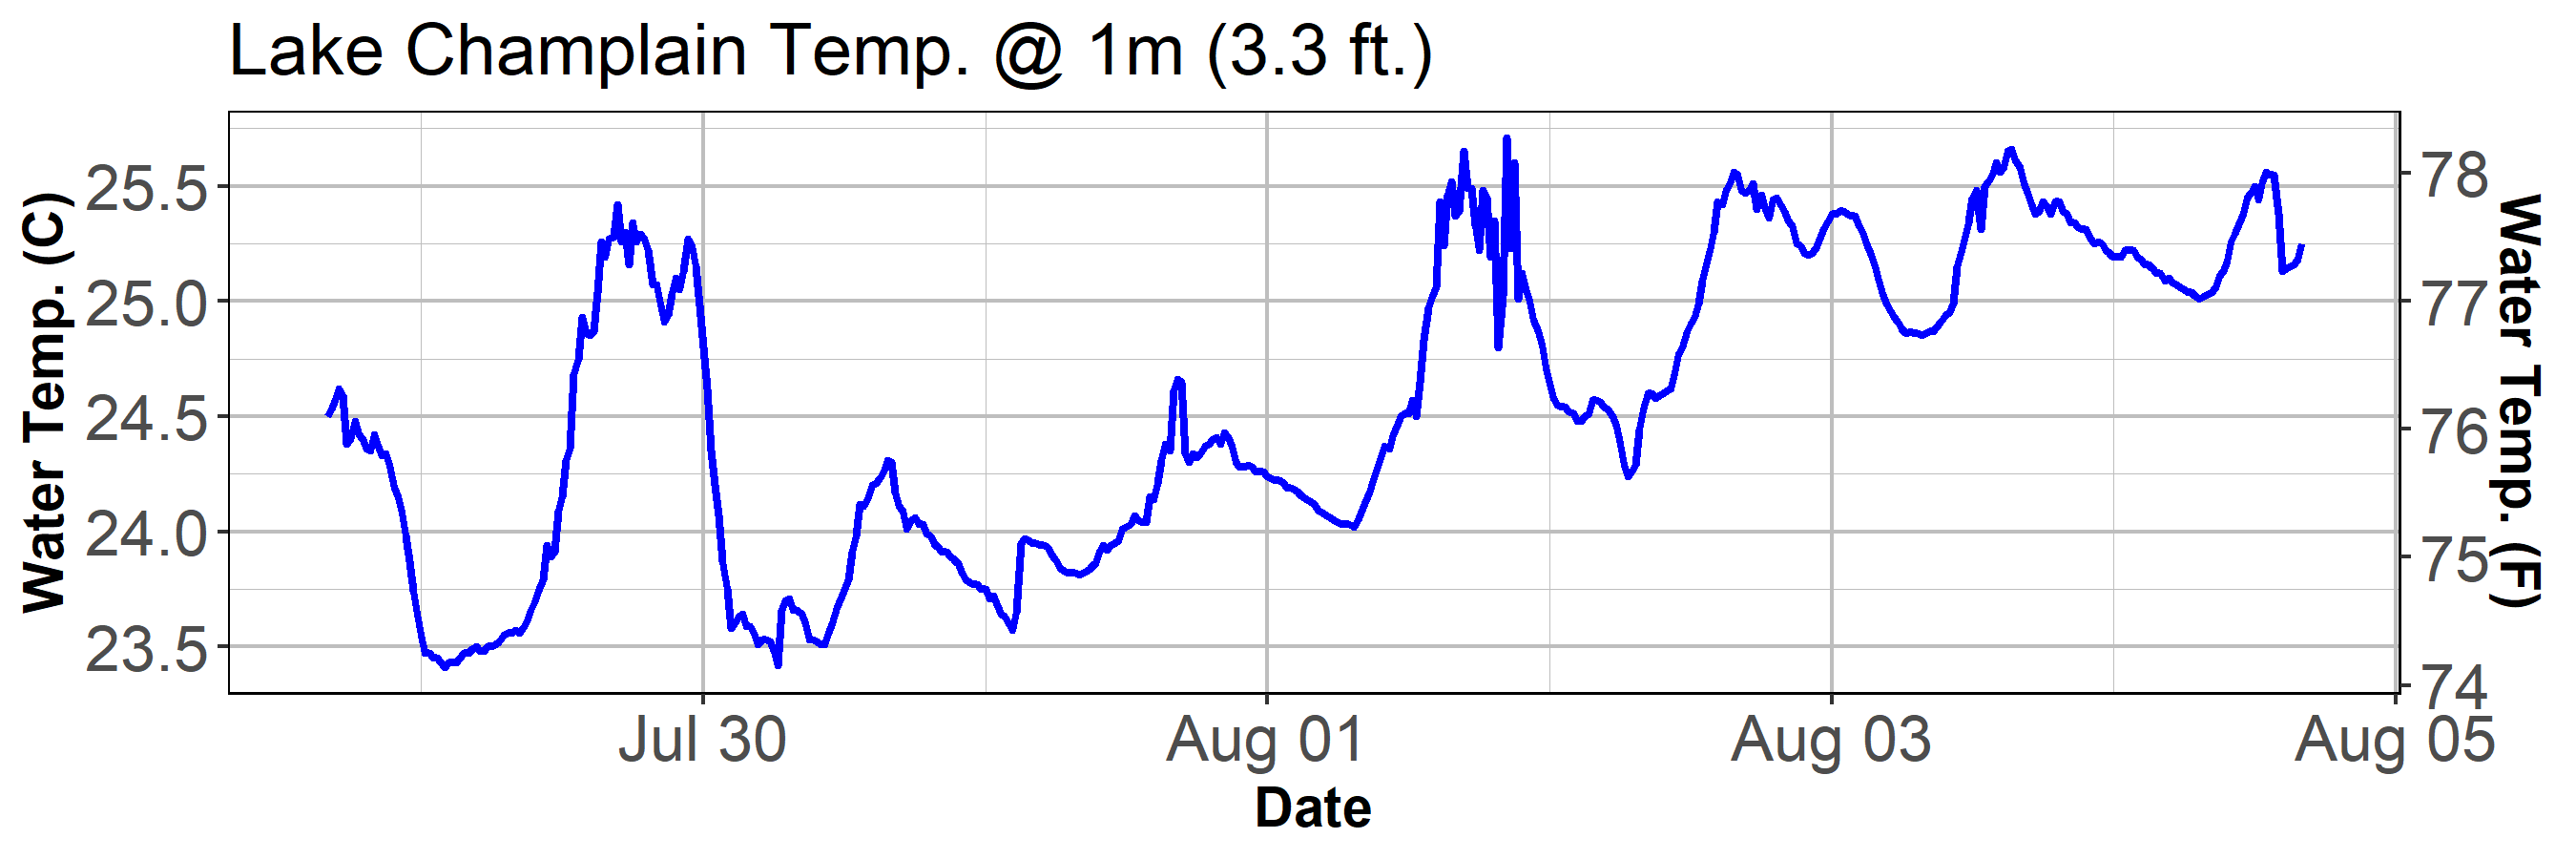 Lake Champlain Temp. @ 1m (3.3 ft.)
Water Temp. (C)
25.5
25.0
24.5
24.0
23.5
78
77
76
75
74
Water Temp. (F)
Jul 30
Aug 01
Aug 03
Aug 05
Date